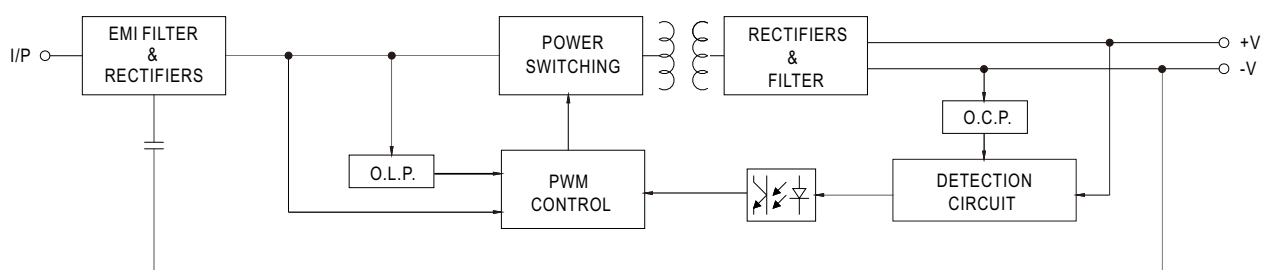 I/P
EMI FILTER
&
RECTIFIERS
POWER
SWITCHING
RECTIFIERS
&
FILTER
+V
-V
O.C.P.
O.L.P.
PWM
CONTROL
DETECTION
CIRCUIT